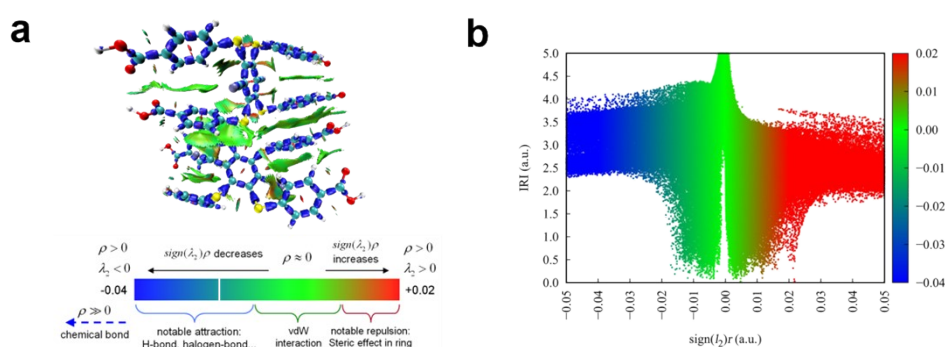 a
ρ > 0
λ₂ < 0
sign(λ₂)ρ decreases
ρ ≈ 0
sign(λ₂)ρ
increases
ρ > 0
λ₂ > 0
-0.04
+0.02
ρ ≫ 0
chemical bond
notable attraction:
H-bond, halogen-bond...
vdW
interaction
notable repulsion:
Steric effect in ring
b
IRI (a.u.)
5.0
4.5
4.0
3.5
3.0
2.5
2.0
1.5
1.0
0.5
0.0
-0.05
-0.04
-0.03
-0.02
-0.01
0.00
0.01
0.02
0.03
0.04
0.05
sign(l₂)r (a.u.)
0.02
0.01
0.00
−0.01
−0.02
−0.03
−0.04